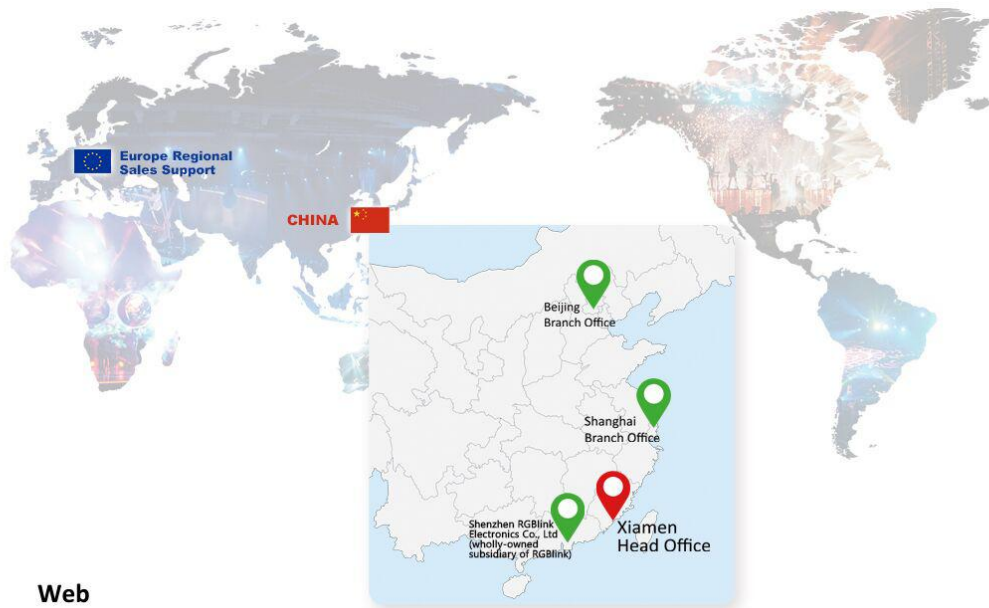 Europe Regional
Sales Support
CHINA
Beijing
Branch Office
Shanghai
Branch Office
Shenzhen RGBlink
Electronics Co., Ltd
(wholly-owned
subsidiary of RGBlink)
Xiamen
Head Office
Web